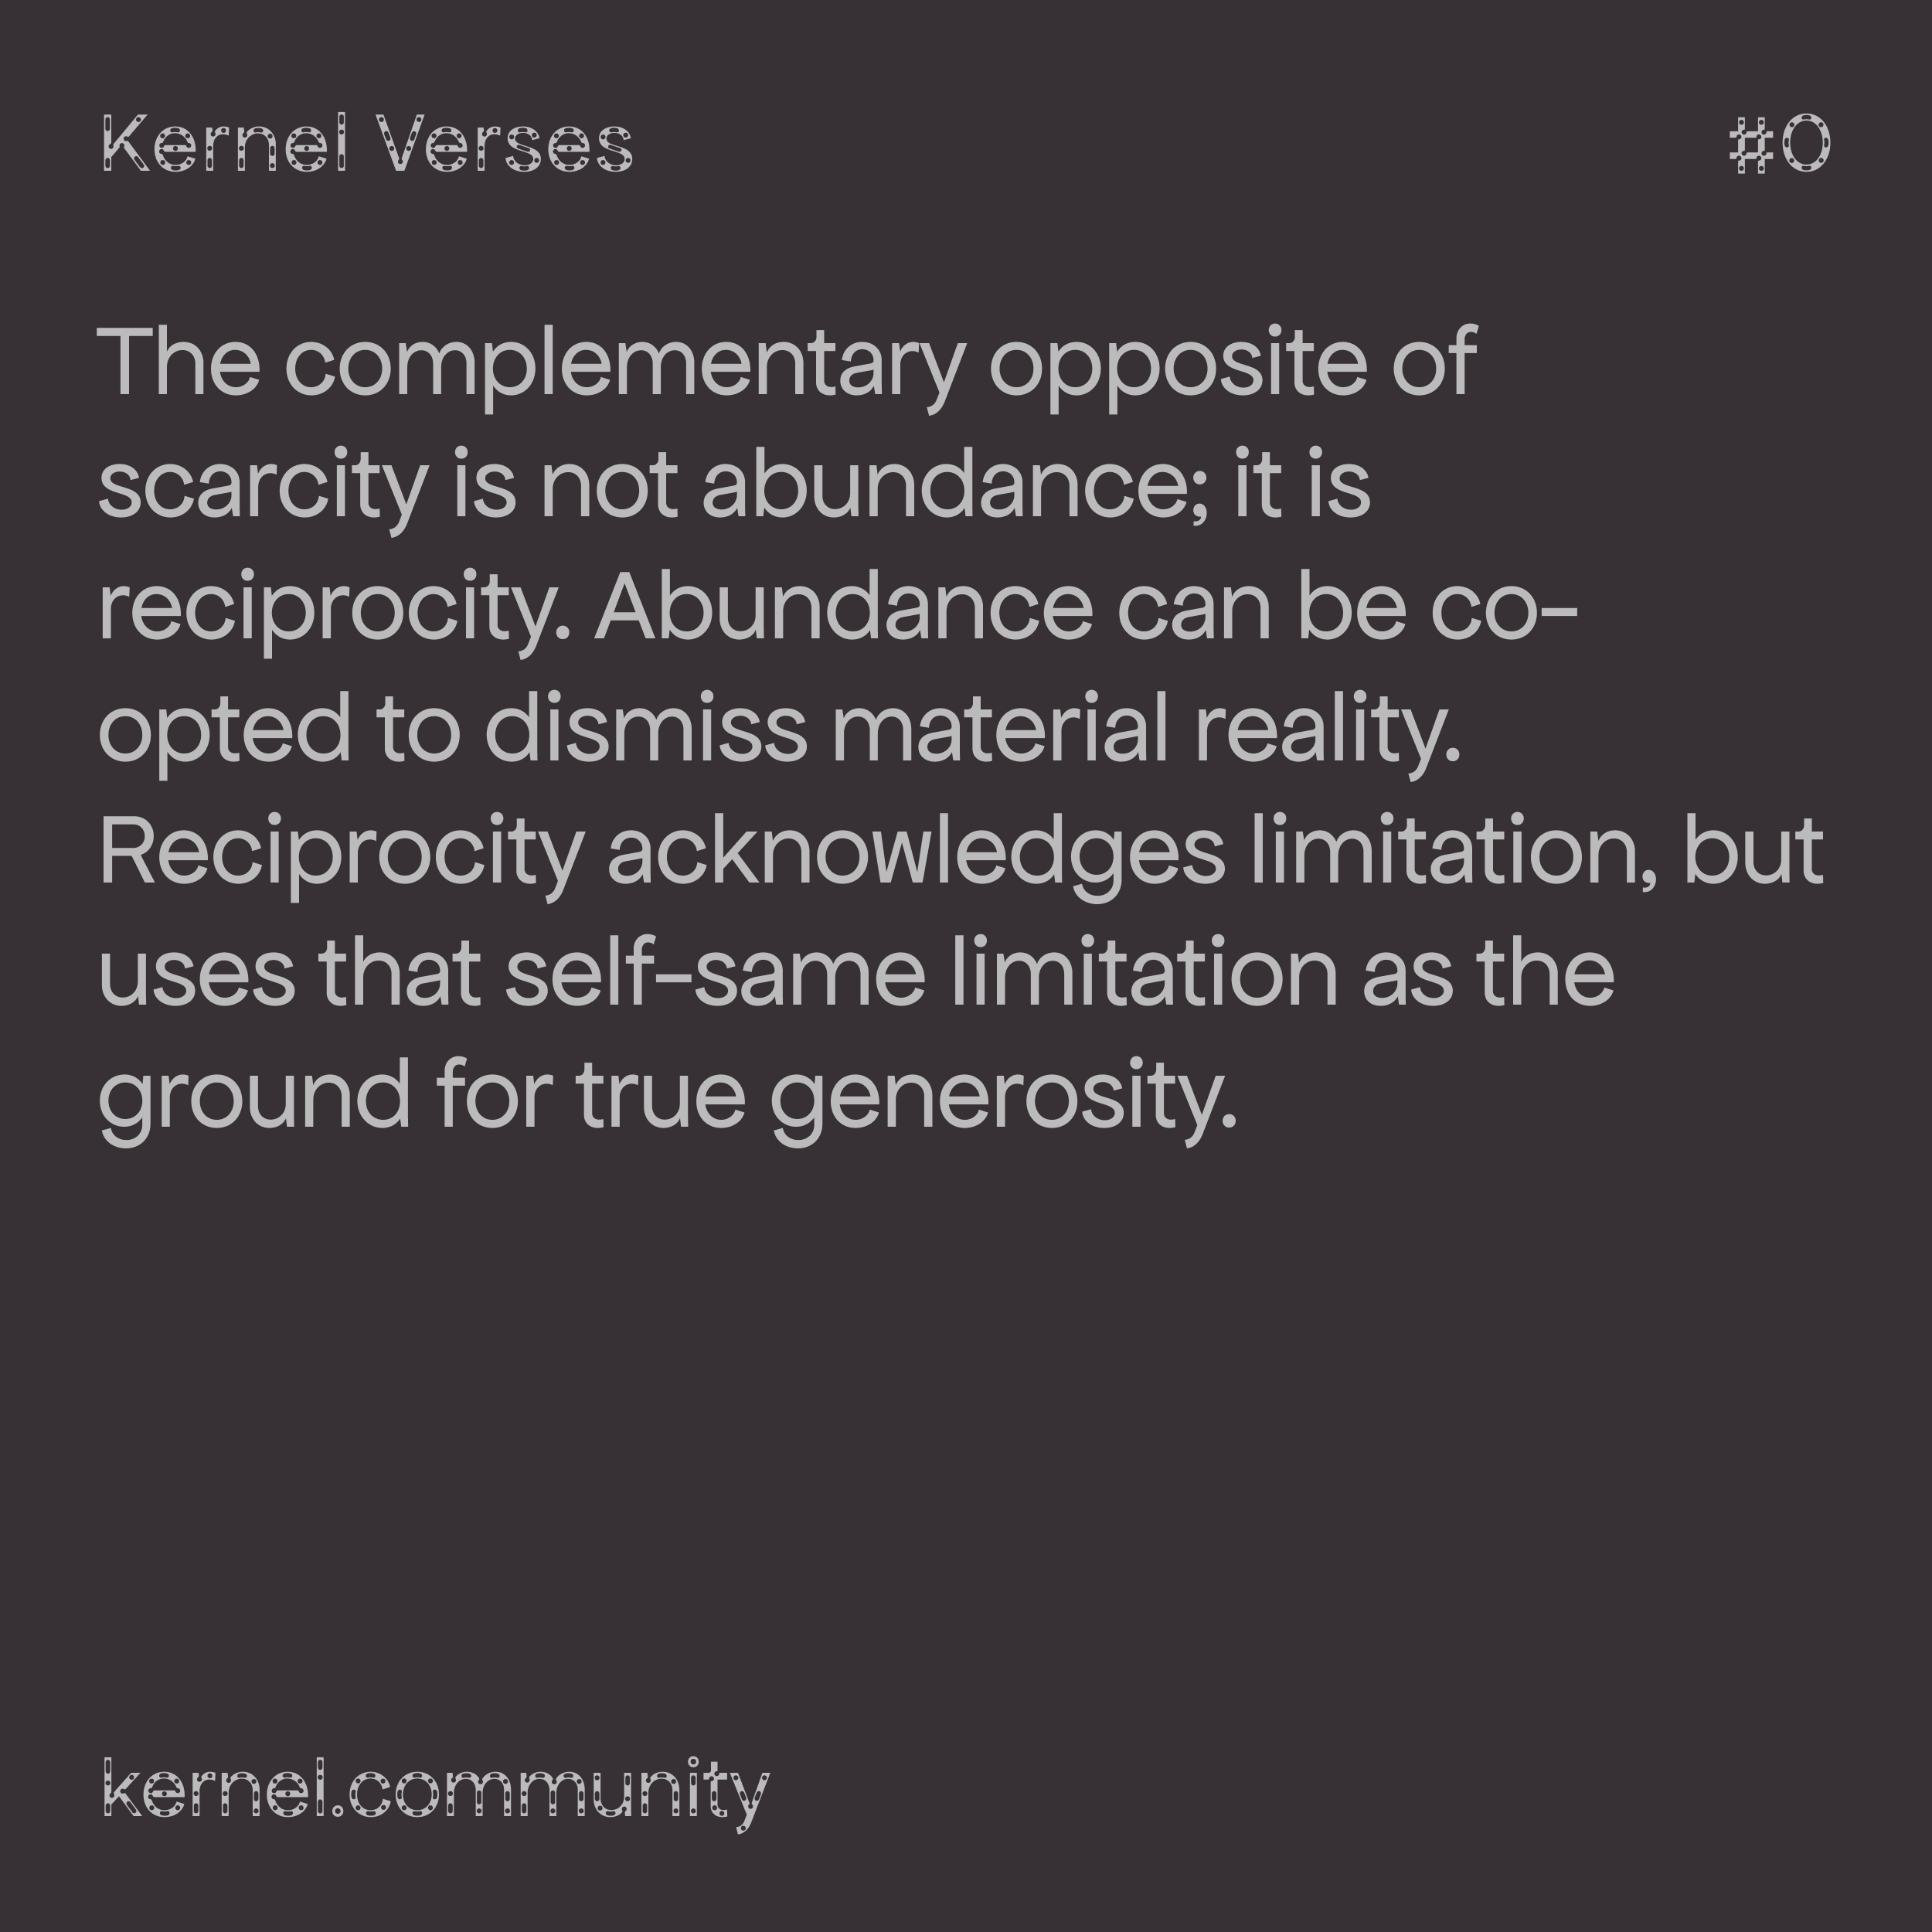 Kernel Verses #0
The complementary opposite of
scarcity is not abundance; it is
reciprocity. Abundance can be co-
opted to dismiss material reality.
Reciprocity acknowledges limitation, but
uses that self-same limitation as the
ground for true generosity.
kernel.community